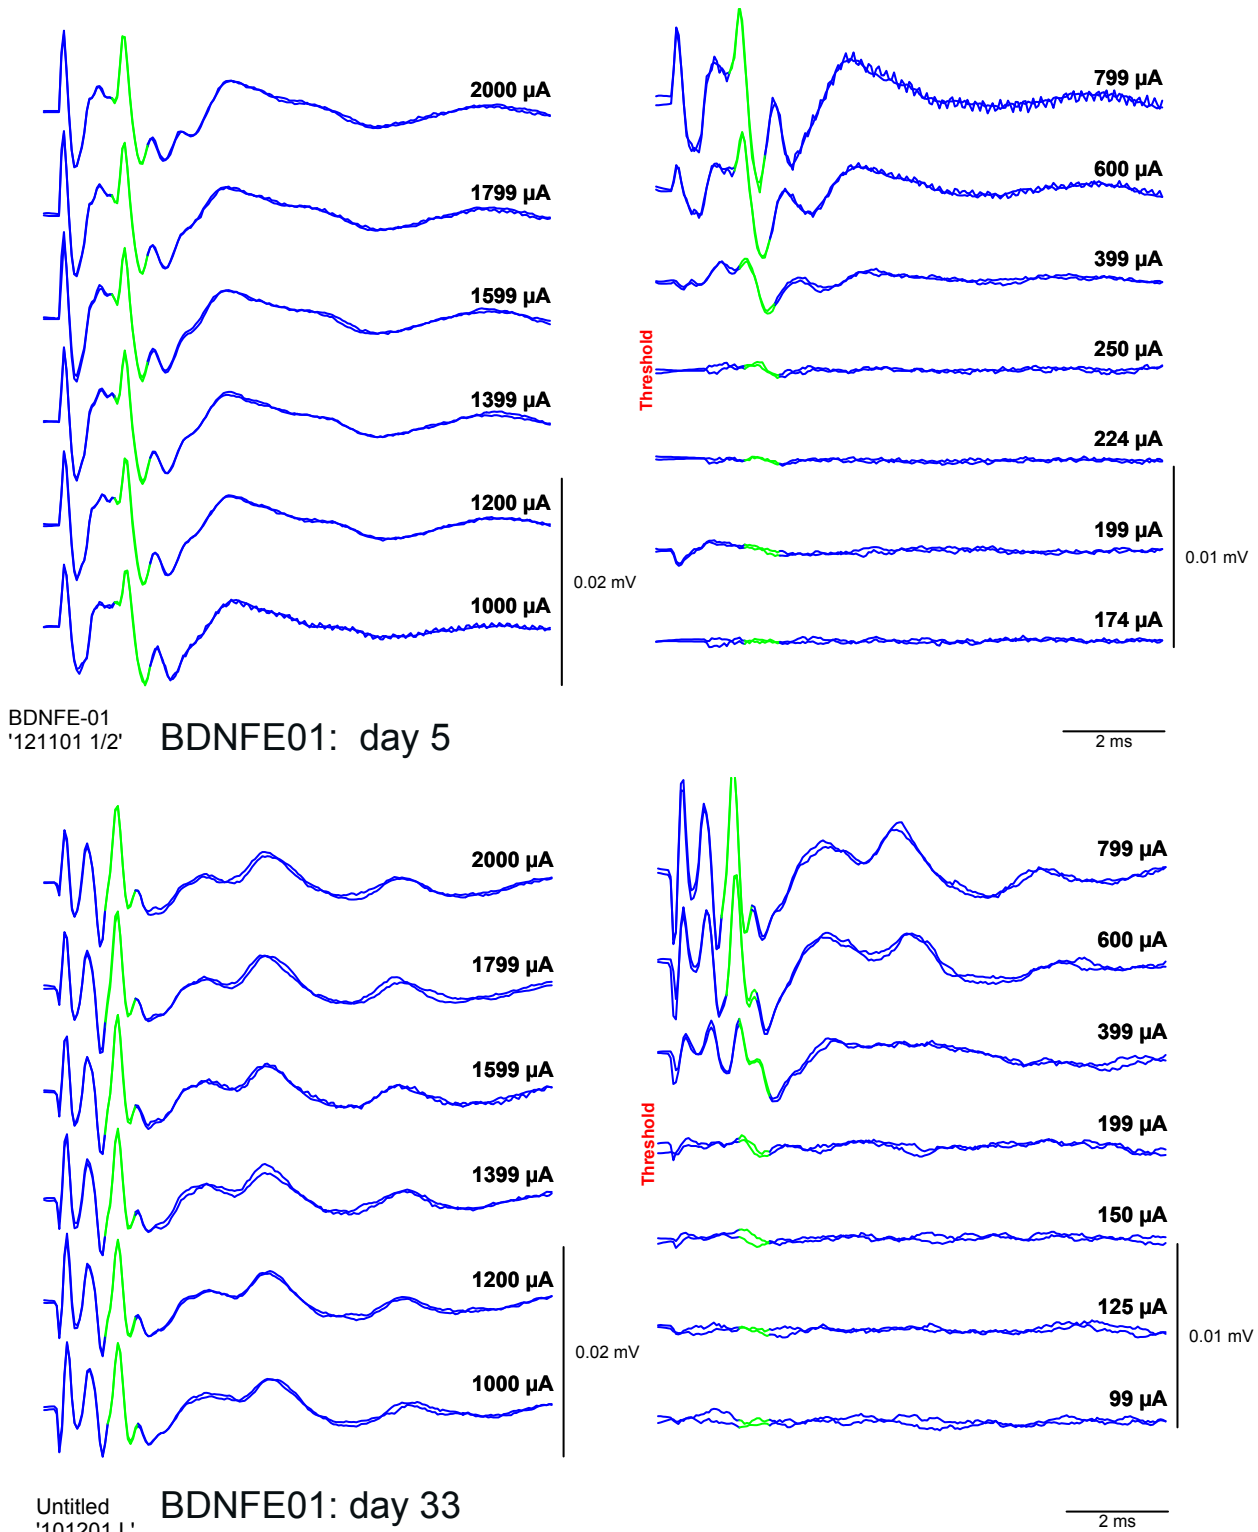 2000 µA
1799 µA
1599 µA
1399 µA
1200 µA
1000 µA
0.02 mV
799 µA
600 µA
399 µA
250 µA
Threshold
224 µA
199 µA
174 µA
0.01 mV
BDNFE-01
'121101 1/2'
BDNFE01: day 5
2 ms
2000 µA
1799 µA
1599 µA
1399 µA
1200 µA
1000 µA
0.02 mV
799 µA
600 µA
399 µA
199 µA
Threshold
150 µA
125 µA
99 µA
0.01 mV
Untitled
'101201 L'
BDNFE01: day 33
2 ms